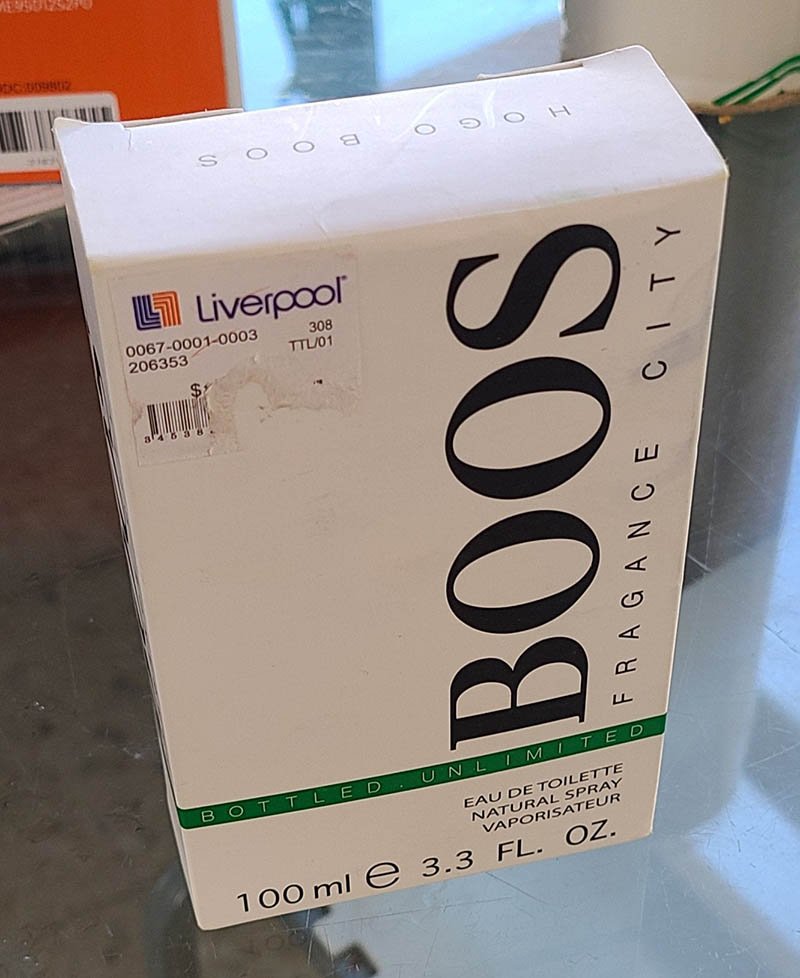 HOGO BOOS
Liverpool
0067-0001-0003
308
206353
TTL/01
$
34538
BOOS
FRAGANCE CITY
BOTTLED.UNLIMITED
EAU DE TOILETTE
NATURAL SPRAY
VAPORISATEUR
100 ml e 3.3 FL. OZ.